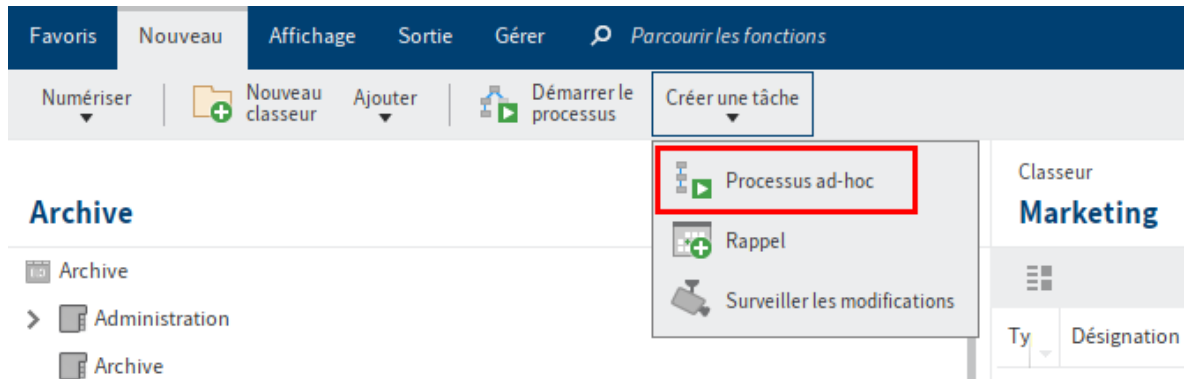 Favoris Nouveau Affichage Sortie Gérer Parcourir les fonctions
Numériser Nouveau classeur Ajouter Démarrer le processus Créer une tâche
Processus ad-hoc
Rappel
Surveiller les modifications
Archive
Archive
Administration
Archive
Classeur
Marketing
Ty Désignation